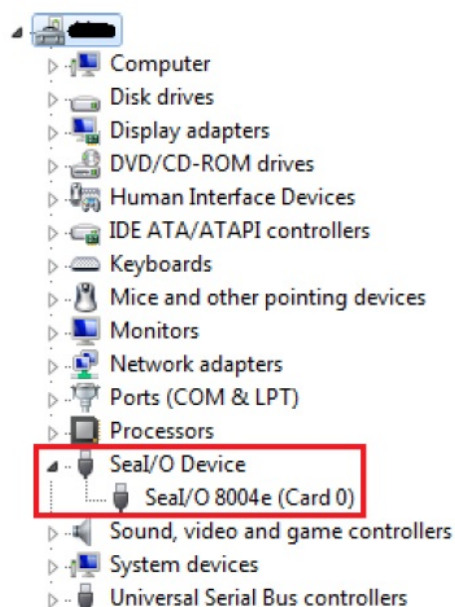 Computer
Disk drives
Display adapters
DVD/CD-ROM drives
Human Interface Devices
IDE ATA/ATAPI controllers
Keyboards
Mice and other pointing devices
Monitors
Network adapters
Ports (COM & LPT)
Processors
SeaI/O Device
SeaI/O 8004e (Card 0)
Sound, video and game controllers
System devices
Universal Serial Bus controllers